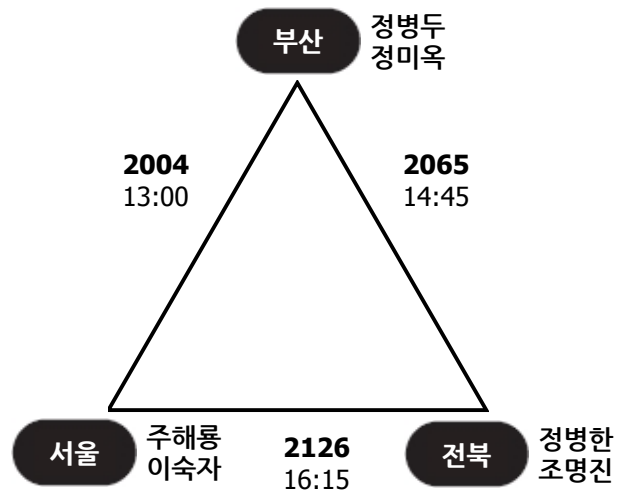 부산
정병두
정미옥
2004
13:00
2065
14:45
서울
주해룡
이숙자
2126
16:15
전북
정병한
조명진